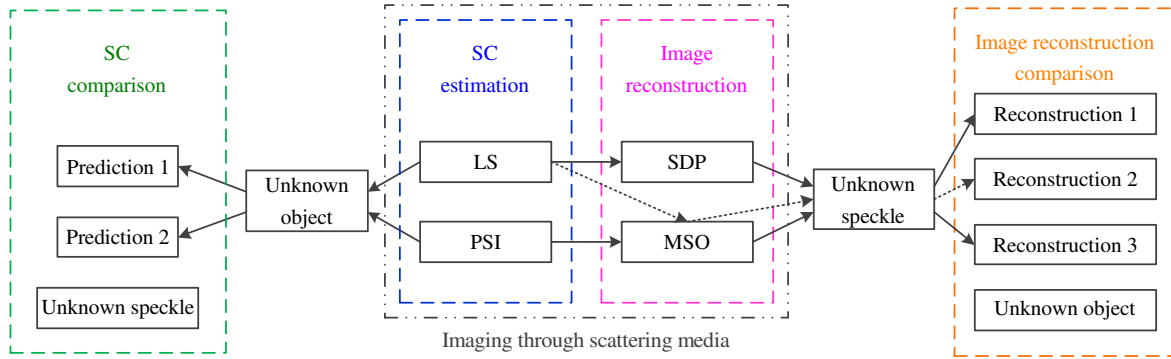 SC
comparison
Prediction 1
Prediction 2
Unknown speckle
Unknown
object
SC
estimation
LS
PSI
Image
reconstruction
SDP
MSO
Imaging through scattering media
Unknown
speckle
Image reconstruction
comparison
Reconstruction 1
Reconstruction 2
Reconstruction 3
Unknown object